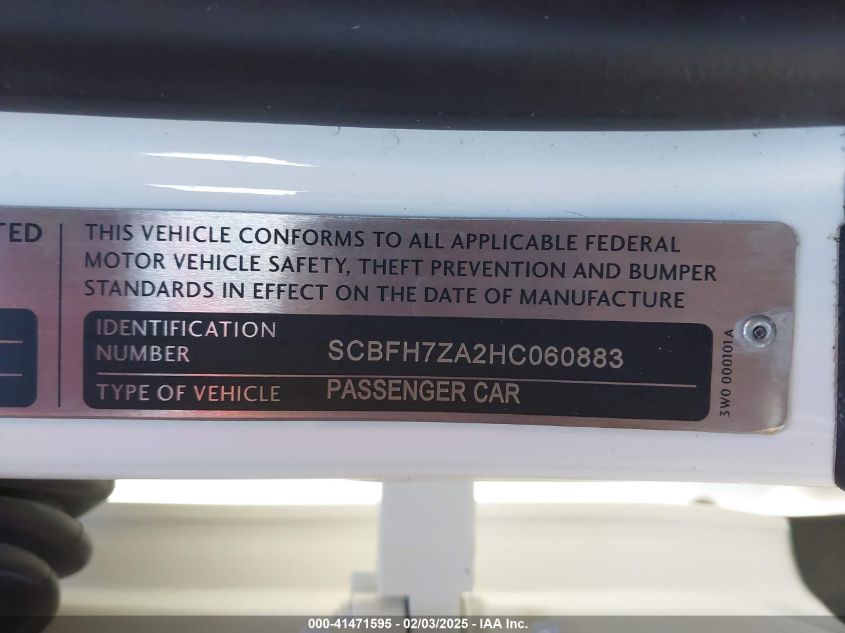 TED
THIS VEHICLE CONFORMS TO ALL APPLICABLE FEDERAL
MOTOR VEHICLE SAFETY, THEFT PREVENTION AND BUMPER
STANDARDS IN EFFECT ON THE DATE OF MANUFACTURE
IDENTIFICATION
NUMBER SCBFH7ZA2HC060883
TYPE OF VEHICLE PASSENGER CAR
3W0 000101 A
000-41471595 - 02/03/2025 - IAA Inc.